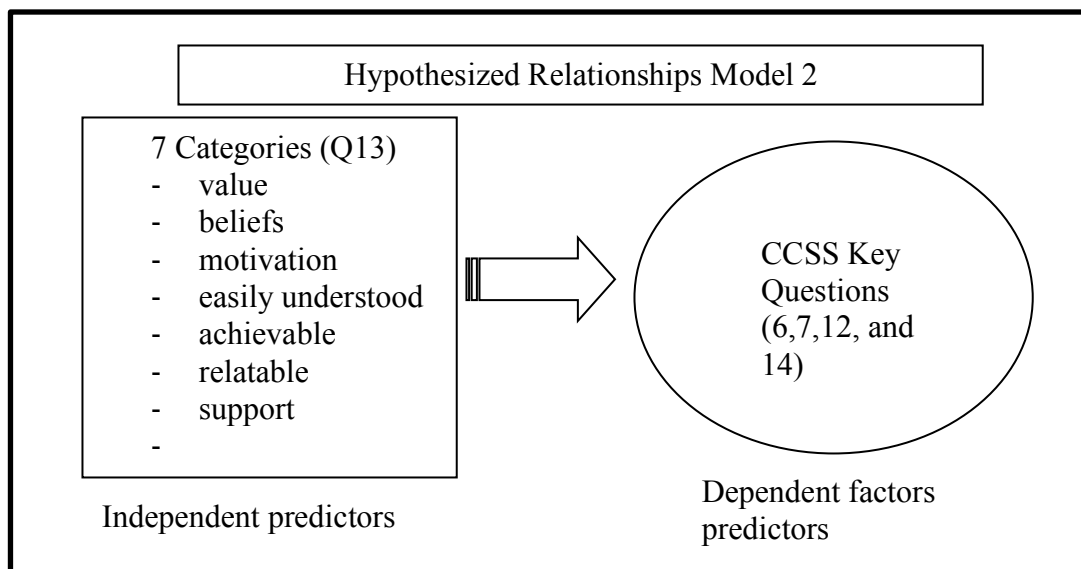 Hypothesized Relationships Model 2
7 Categories (Q13)
- value
- beliefs
- motivation
- easily understood
- achievable
- relatable
- support
-
Independent predictors
CCSS Key
Questions
(6,7,12, and
14)
Dependent factors
predictors